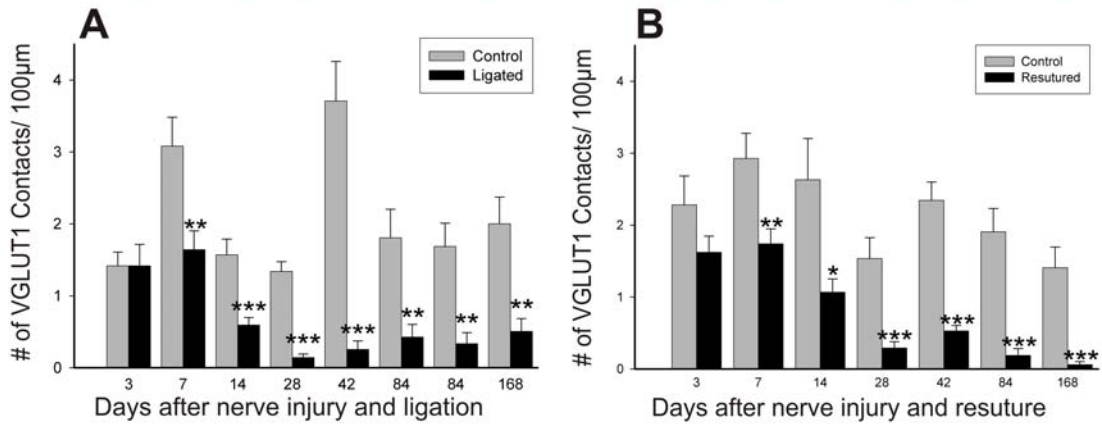 A
# of VGLUT1 Contacts/ 100µm
4
3
2
1
0
Control
Ligated
**
***
***
***
**
**
**
3 7 14 28 42 84 84 168
Days after nerve injury and ligation
B
# of VGLUT1 Contacts/ 100µm
4
3
2
1
0
Control
Resutured
**
*
***
***
***
***
3 7 14 28 42 84 168
Days after nerve injury and resuture